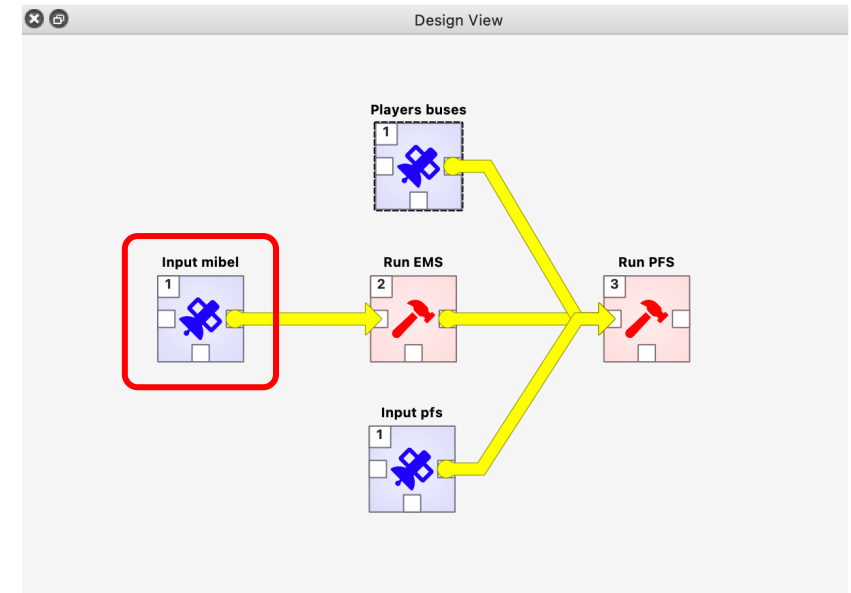 Design View
Players buses
1
Input mibel
1
Run EMS
2
Run PFS
3
Input pfs
1